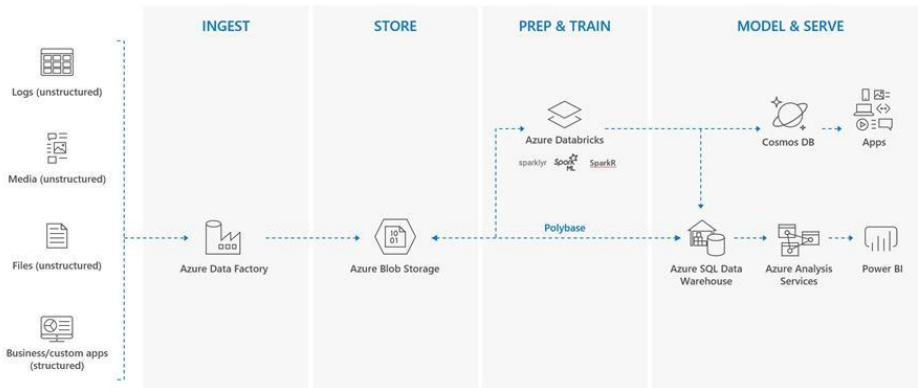 INGEST
STORE
PREP & TRAIN
MODEL & SERVE
Logs (unstructured)
Media (unstructured)
Files (unstructured)
Business/custom apps
(structured)
Azure Data Factory
10
01
Azure Blob Storage
Azure Databricks
sparklyr
Spark
ML
SparkR
Polybase
Cosmos DB
Apps
Azure SQL Data
Warehouse
Azure Analysis
Services
Power BI